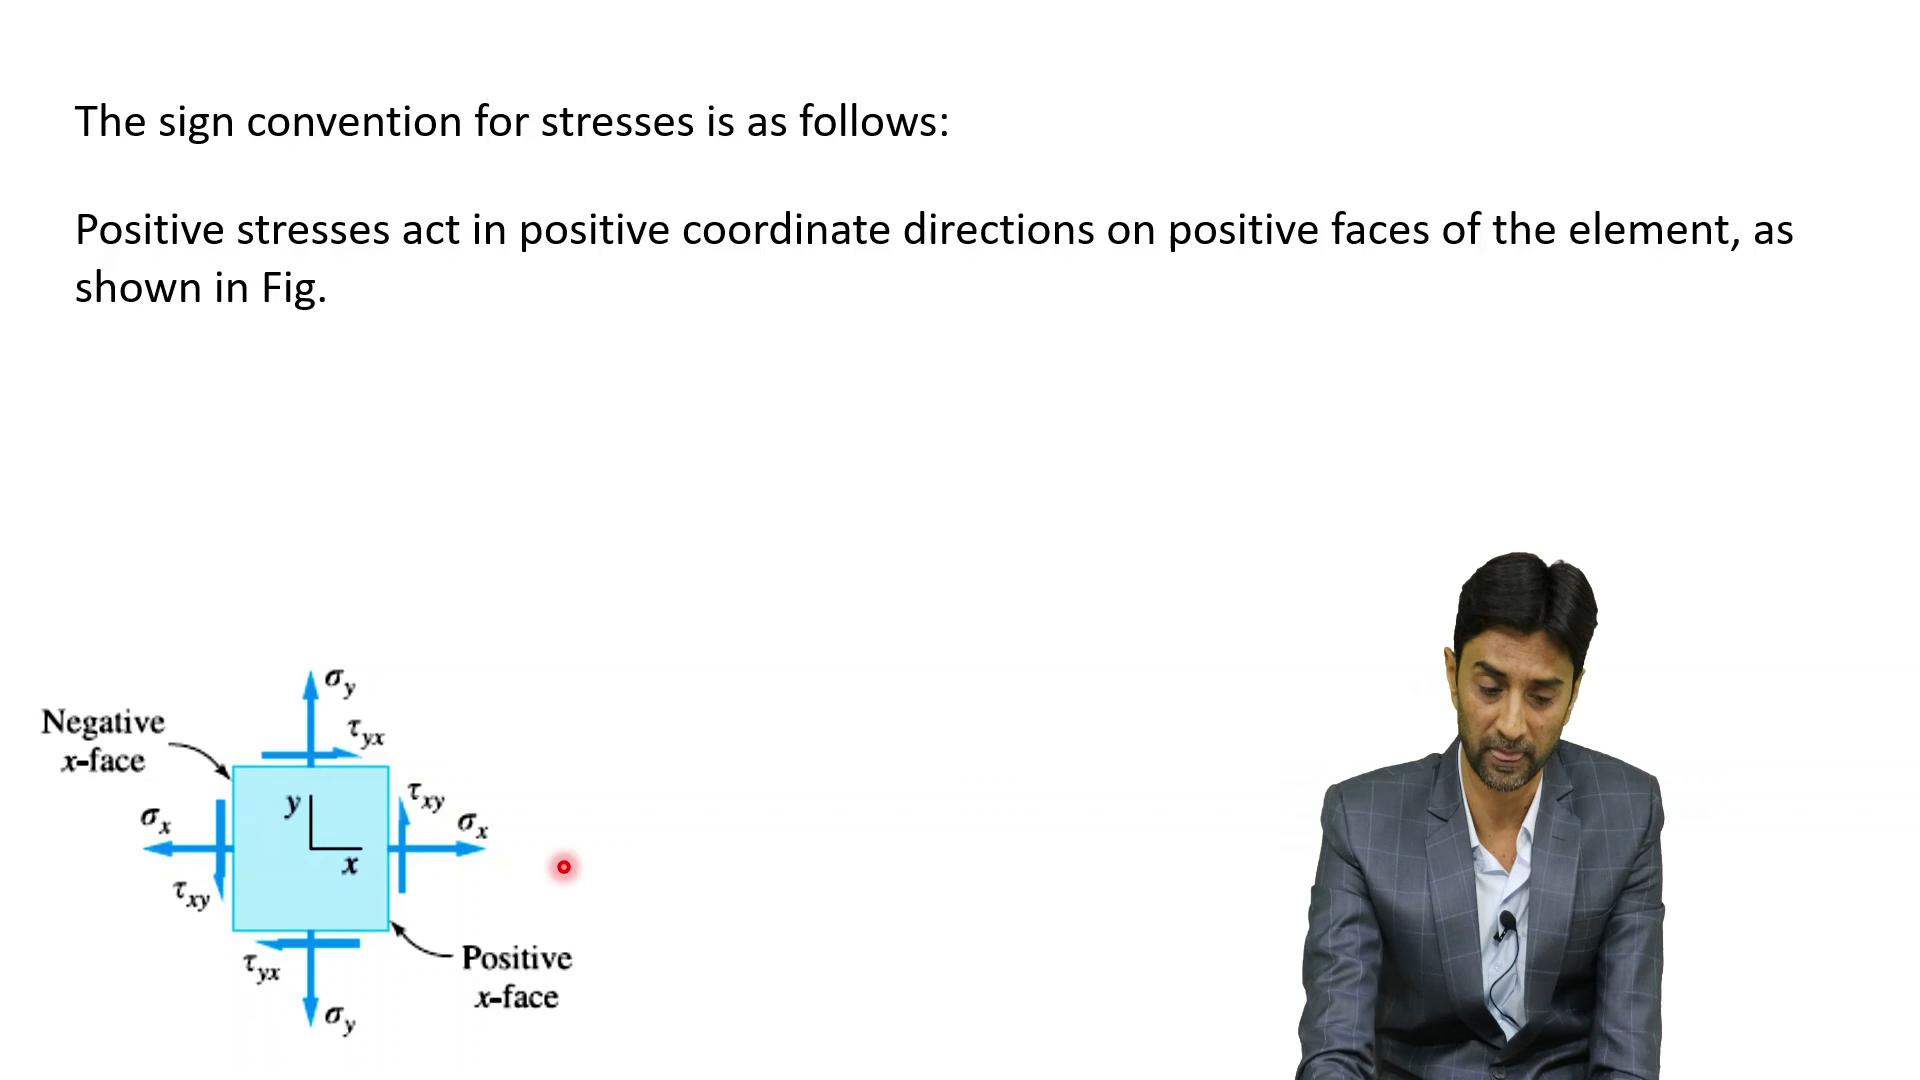 The sign convention for stresses is as follows:
Positive stresses act in positive coordinate directions on positive faces of the element, as
shown in Fig.
σy
τyx
Negative
x-face
τxy
σx
σx
y
x
τxy
τyx
Positive
x-face
σy